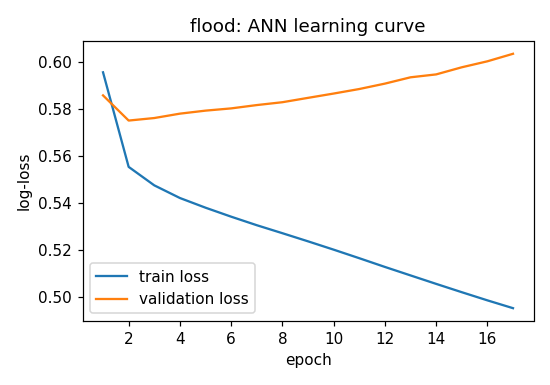 flood: ANN learning curve
log-loss
0.60
0.58
0.56
0.54
0.52
0.50
train loss
validation loss
2 4 6 8 10 12 14 16
epoch